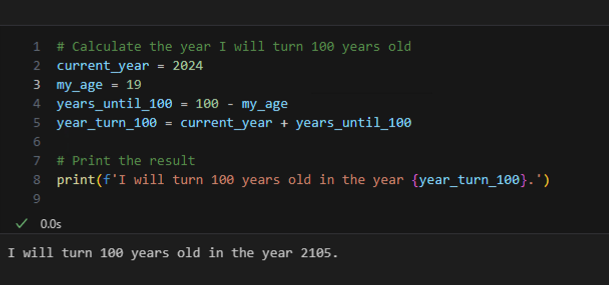 1 # Calculate the year I will turn 100 years old
2 current_year = 2024
3 my_age = 19
4 years_until_100 = 100 - my_age
5 year_turn_100 = current_year + years_until_100
6
7 # Print the result
8 print(f'I will turn 100 years old in the year {year_turn_100}.')
9
✓ 0.0s
I will turn 100 years old in the year 2105.